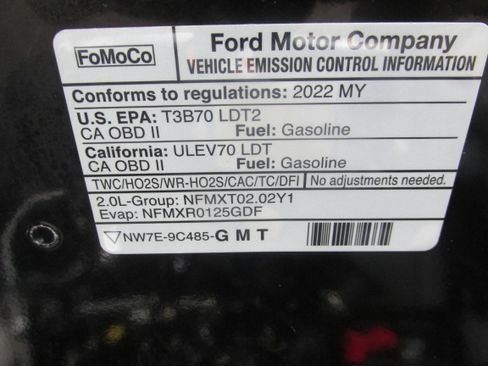 FoMoCo
Ford Motor Company
VEHICLE EMISSION CONTROL INFORMATION
Conforms to regulations: 2022 MY
U.S. EPA: T3B70 LDT2
CA OBD II Fuel: Gasoline
California: ULEV70 LDT
CA OBD II Fuel: Gasoline
TWC/HO2S/WR-HO2S/CAC/TC/DFI No adjustments needed.
2.0L-Group: NFMXT02.02Y1
Evap: NFMXR0125GDF
NW7E-9C485-GMT